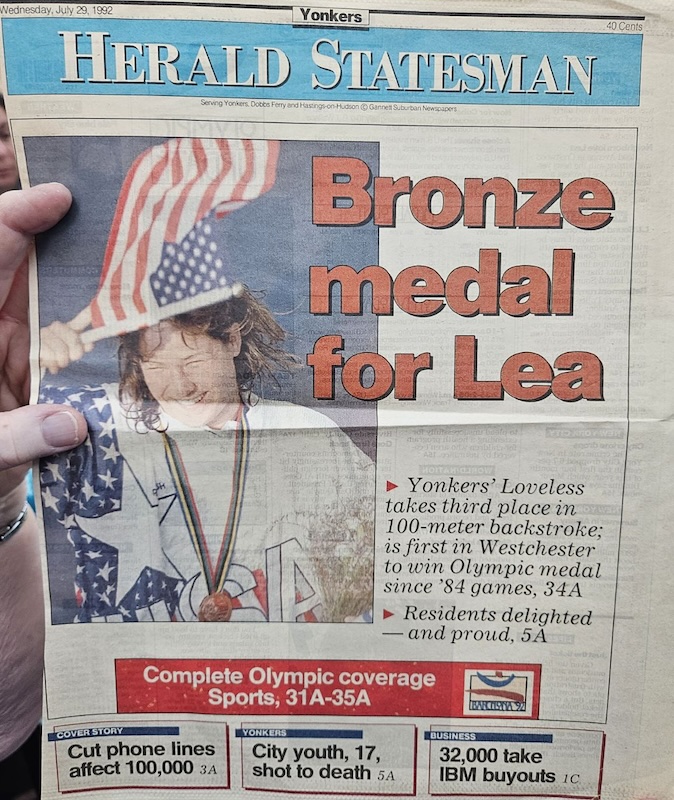 Wednesday, July 29, 1992
Yonkers
40 Cents
HERALD STATESMAN
Serving Yonkers, Dobbs Ferry and Hastings-on-Hudson © Gannett Suburban Newspapers
Bronze
medal
for Lea
► Yonkers' Loveless
takes third place in
100-meter backstroke;
is first in Westchester
to win Olympic medal
since '84 games, 34A
► Residents delighted
— and proud, 5A
Complete Olympic coverage
Sports, 31A-35A
BARCELONA'92
COVER STORY
Cut phone lines
affect 100,000 3A
YONKERS
City youth, 17,
shot to death 5A
BUSINESS
32,000 take
IBM buyouts 1C